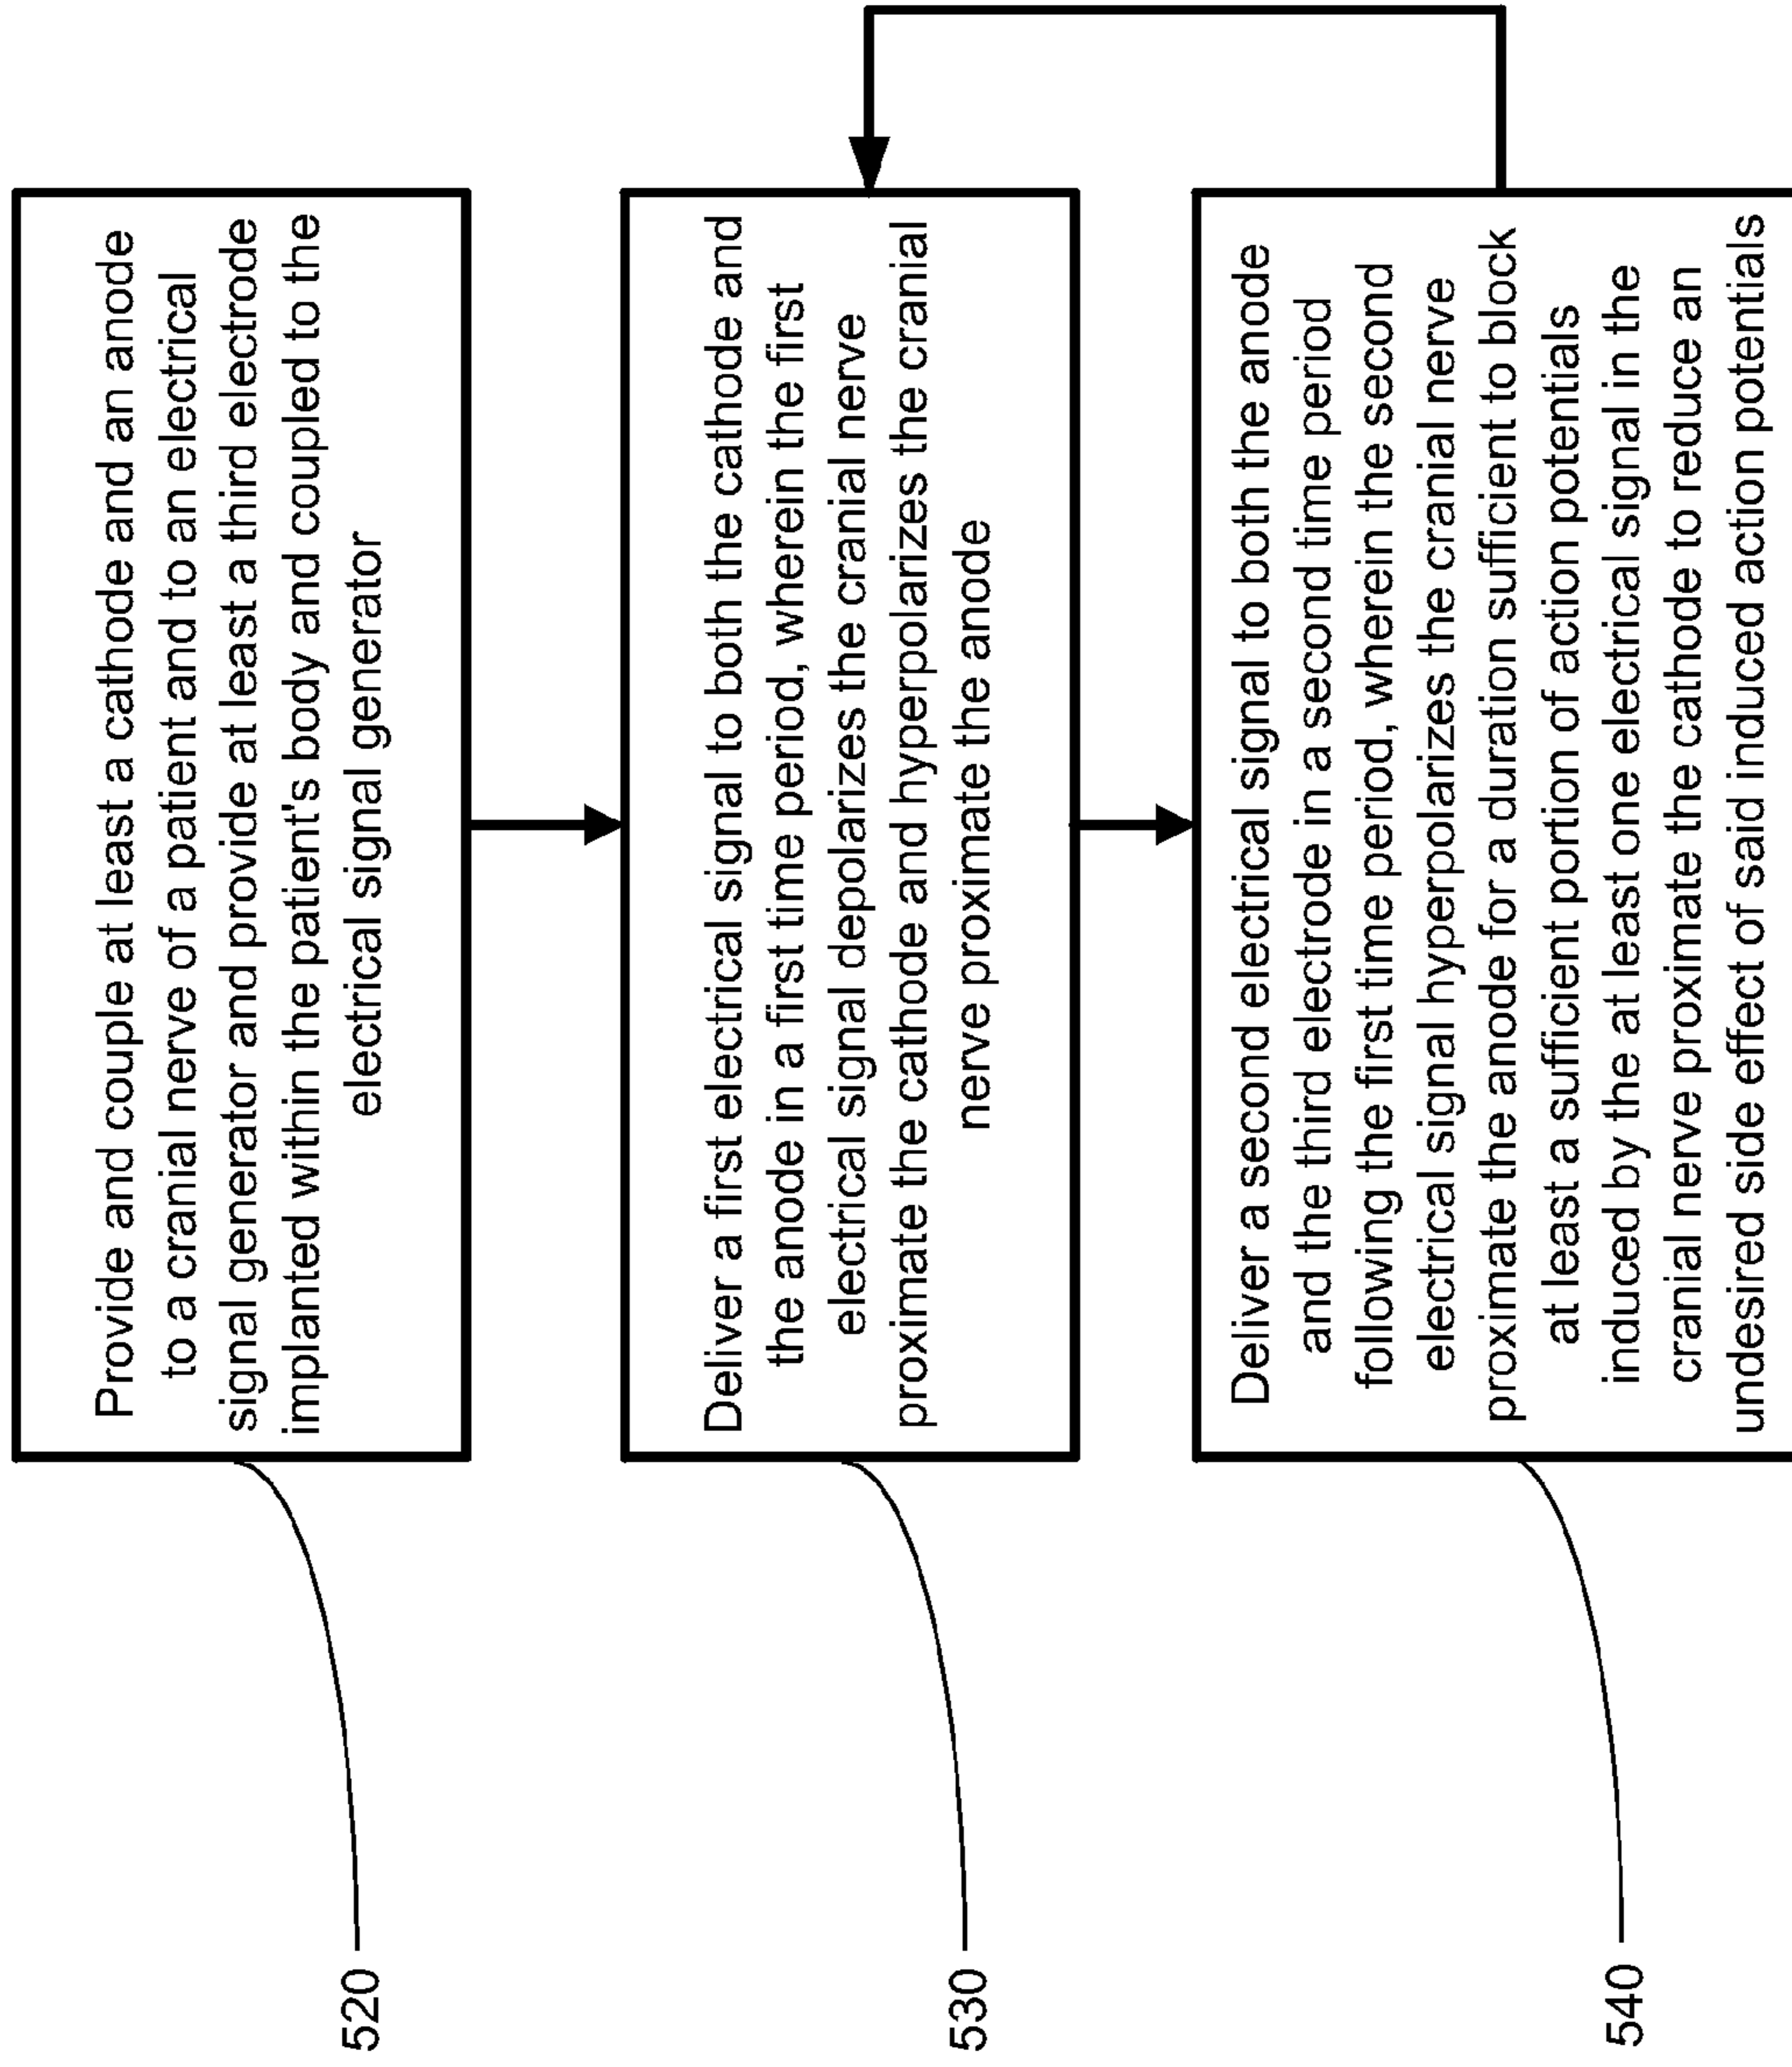 Provide and couple at least a cathode and an anode
to a cranial nerve of a patient and to an electrical
signal generator and provide at least a third electrode
implanted within the patient's body and coupled to the
electrical signal generator
520
Deliver a first electrical signal to both the cathode and
the anode in a first time period, wherein the first
electrical signal depolarizes the cranial nerve
proximate the cathode and hyperpolarizes the cranial
nerve proximate the anode
530
Deliver a second electrical signal to both the anode
and the third electrode in a second time period
following the first time period, wherein the second
electrical signal hyperpolarizes the cranial nerve
proximate the anode for a duration sufficient to block
at least a sufficient portion of action potentials
induced by the at least one electrical signal in the
cranial nerve proximate the cathode to reduce an
undesired side effect of said induced action potentials
540